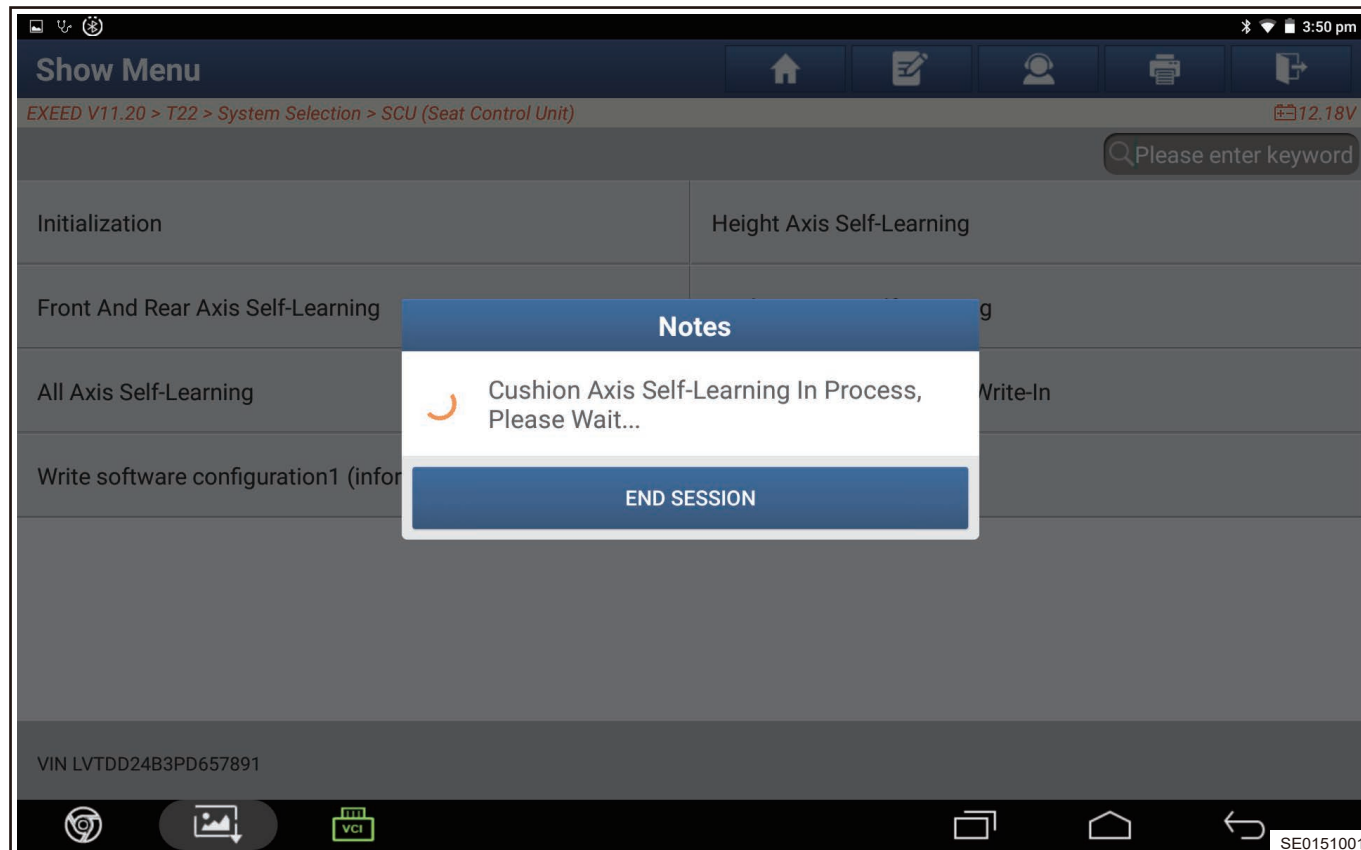 3:50 pm
Show Menu
EXEED V11.20 > T22 > System Selection > SCU (Seat Control Unit)
12.18V
Please enter keyword
Initialization
Height Axis Self-Learning
Front And Rear Axis Self-Learning
g
Notes
All Axis Self-Learning
Write-In
Cushion Axis Self-Learning In Process,
Please Wait...
Write software configuration1 (infor
END SESSION
VIN LVTDD24B3PD657891
VCI
SE0151001